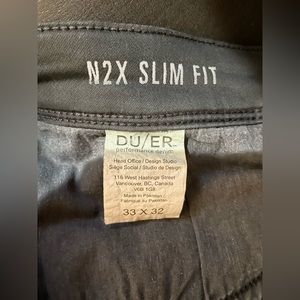 N2X SLIM FIT
DU/ER
performance denim
Head Office / Design Studio
Siège Social / Studio de Design
118 West Hastings Street
Vancouver, BC, Canada
V6B 1G8
Made in Pakistan /
Fabriqué au Pakistan
33 X 32